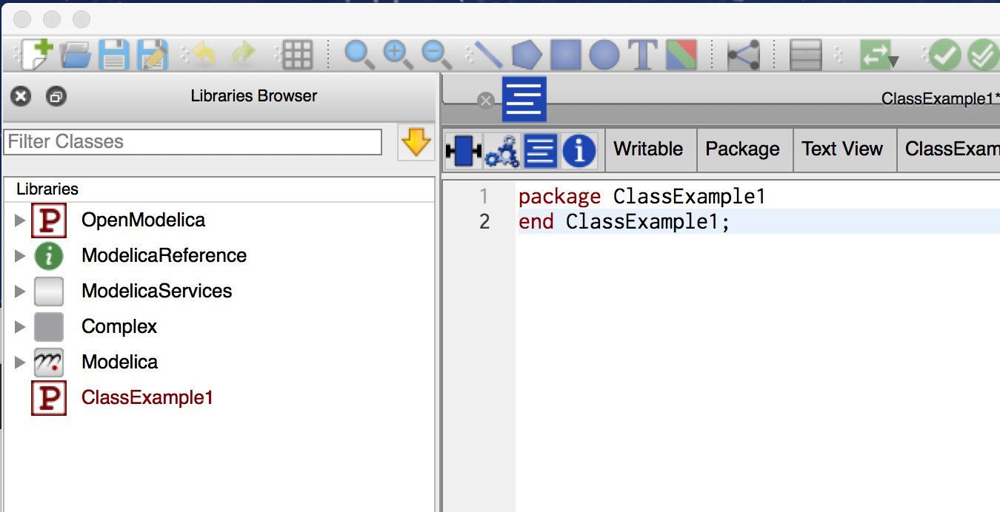 T
Libraries Browser
ClassExample1*
Filter Classes
Writable
Package
Text View
ClassExam
Libraries
P OpenModelica
i ModelicaReference
ModelicaServices
Complex
Modelica
P ClassExample1
1 package ClassExample1
2 end ClassExample1;